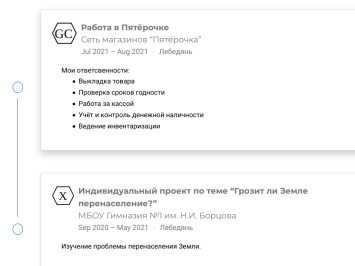 GC
Работа в Пятёрочке
Сеть магазинов "Пятёрочка"
Jul 2021 – Aug 2021 · Лебедянь
Мои ответсвенности:
• Выкладка товара
• Проверка сроков годности
• Работа за кассой
• Учёт и контроль денежной наличности
• Ведение инвентаризации
X
Индивидуальный проект по теме "Грозит ли Земле
перенаселение?"
МБОУ Гимназия №1 им. Н.И. Борцова
Sep 2020 – May 2021 · Лебедянь
Изучение проблемы перенаселения Земли.